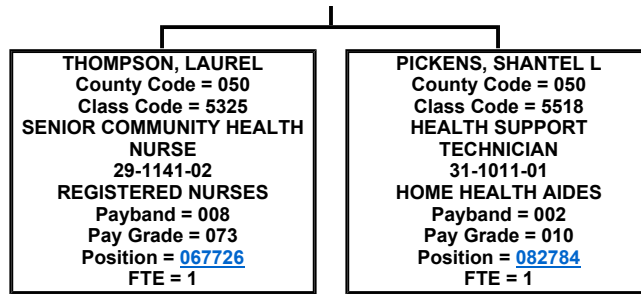 THOMPSON, LAUREL
County Code = 050
Class Code = 5325
SENIOR COMMUNITY HEALTH
NURSE
29-1141-02
REGISTERED NURSES
Payband = 008
Pay Grade = 073
Position = 067726
FTE = 1
PICKENS, SHANTEL L
County Code = 050
Class Code = 5518
HEALTH SUPPORT
TECHNICIAN
31-1011-01
HOME HEALTH AIDES
Payband = 002
Pay Grade = 010
Position = 082784
FTE = 1